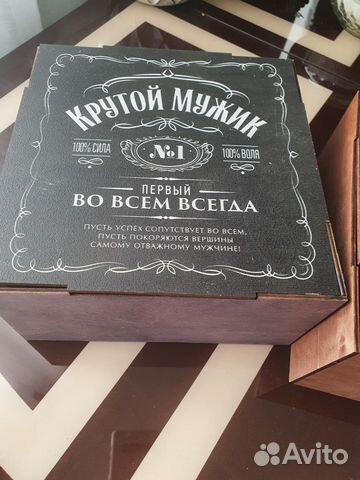 КРУТОЙ МУЖИК
100% СИЛА
№1
100% ВОЛЯ
ПЕРВЫЙ
ВО ВСЕМ ВСЕГДА
ПУСТЬ УСПЕХ СОПУТСТВУЕТ ВО ВСЕМ,
ПУСТЬ ПОКОРЯЮТСЯ ВЕРШИНЫ
САМОМУ ОТВАЖНОМУ МУЖЧИНЕ!
Avito